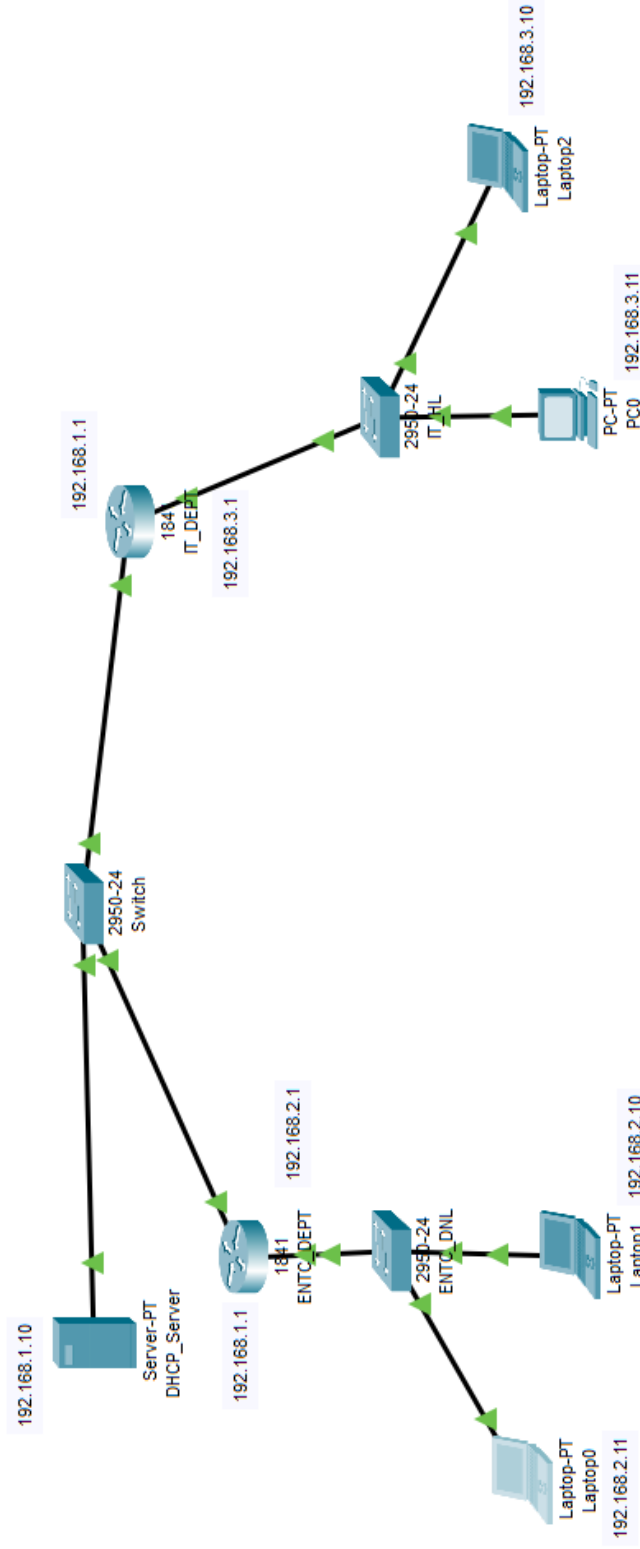 192.168.1.10
Server-PT
DHCP_Server
2950-24
Switch
192.168.1.1
1841
IT_DEPT
192.168.3.1
192.168.1.1
1841
ENTC_DEPT
192.168.2.1
2950-24
ENTC_DNL
2950-24
IT_HL
Laptop-PT
Laptop0
192.168.2.11
Laptop-PT
Laptop1
192.168.2.10
PC-PT
PC0
192.168.3.11
Laptop-PT
Laptop2
192.168.3.10